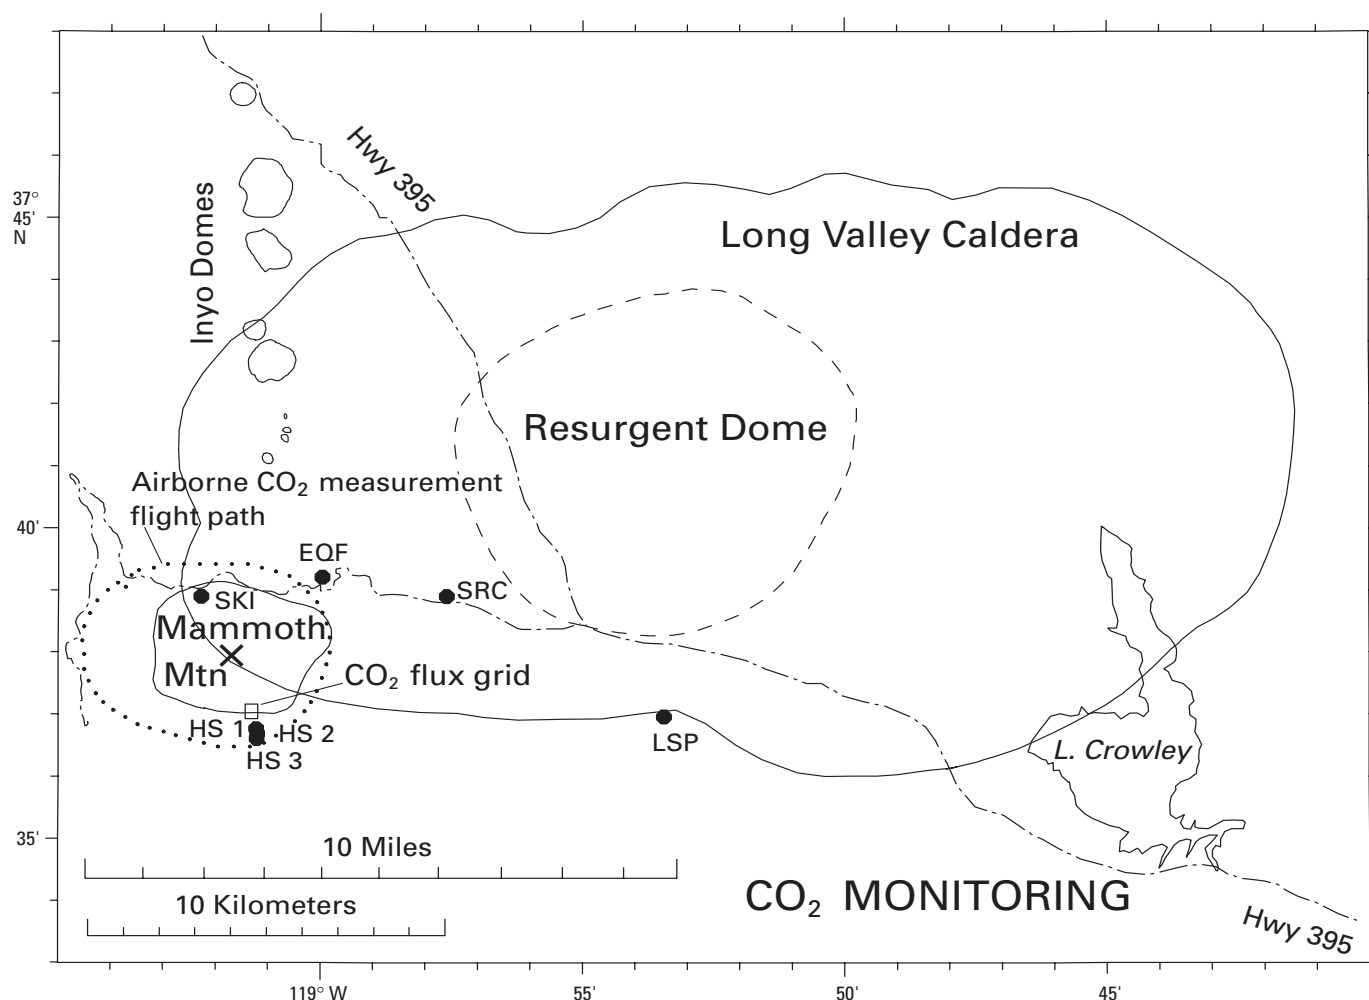 Hwy 395
37°
45'
N
Inyo Domes
Long Valley Caldera
Resurgent Dome
Airborne CO₂ measurement
flight path
40'
EQF
SKI
SRC
Mammoth
Mtn
CO₂ flux grid
HS 1
HS 2
HS 3
LSP
L. Crowley
35'
10 Miles
10 Kilometers
CO₂ MONITORING
Hwy 395
119° W
55'
50'
45'